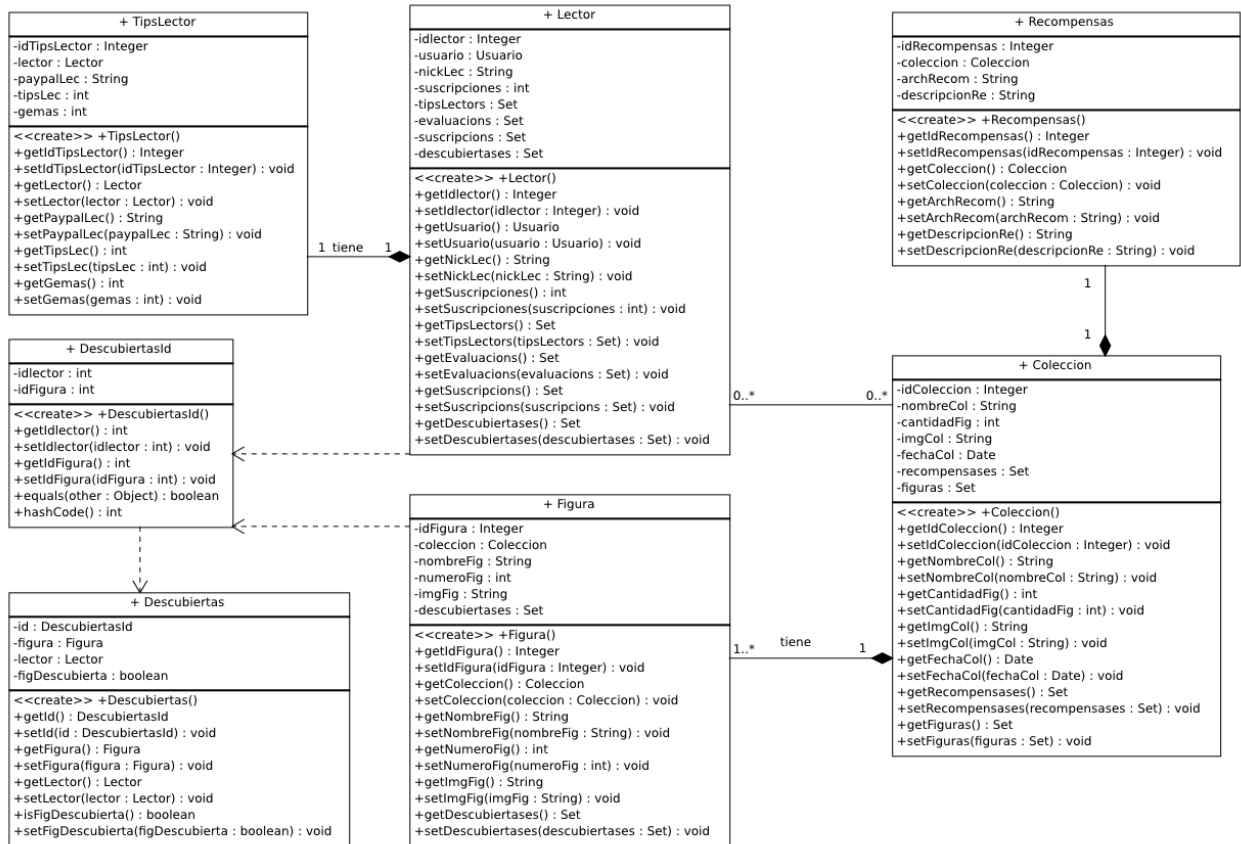 + TipsLector
-idTipsLector : Integer
-lector : Lector
-paypalLec : String
-tipsLec : int
-gemas : int
<<create>> +TipsLector()
+getIdTipsLector() : Integer
+setIdTipsLector(idTipsLector : Integer) : void
+getLector() : Lector
+setLector(lector : Lector) : void
+getPaypalLec() : String
+setPaypalLec(paypalLec : String) : void
+getTipsLec() : int
+setTipsLec(tipsLec : int) : void
+getGemas() : int
+setGemas(gemas : int) : void
1 tiene 1
+ Lector
-idlector : Integer
-usuario : Usuario
-nickLec : String
-suscripciones : int
-tipsLectors : Set
-evaluacions : Set
-suscripcions : Set
-descubiertases : Set
<<create>> +Lector()
+getIdlector() : Integer
+setIdlector(idlector : Integer) : void
+getUsuario() : Usuario
+setUsuario(usuario : Usuario) : void
+getNickLec() : String
+setNickLec(nickLec : String) : void
+getSuscripciones() : int
+setSuscripciones(suscripciones : int) : void
+getTipsLectors() : Set
+setTipsLectors(tipsLectors : Set) : void
+getEvaluacions() : Set
+setEvaluacions(evaluacions : Set) : void
+getSuscripcions() : Set
+setSuscripcions(suscripcions : Set) : void
+getDescubiertases() : Set
+setDescubiertases(descubiertases : Set) : void
0..* 0..*
+ Recompensas
-idRecompensas : Integer
-coleccion : Coleccion
-archRecom : String
-descripcionRe : String
<<create>> +Recompensas()
+getIdRecompensas() : Integer
+setIdRecompensas(idRecompensas : Integer) : void
+getColeccion() : Coleccion
+setColeccion(coleccion : Coleccion) : void
+getArchRecom() : String
+setArchRecom(archRecom : String) : void
+getDescripcionRe() : String
+setDescripcionRe(descripcionRe : String) : void
1
1
+ DescubiertasId
-idlector : int
-idFigura : int
<<create>> +DescubiertasId()
+getIdlector() : int
+setIdlector(idlector : int) : void
+getIdFigura() : int
+setIdFigura(idFigura : int) : void
+equals(other : Object) : boolean
+hashCode() : int
+ Descubiertas
-id : DescubiertasId
-figura : Figura
-lector : Lector
-figDescubierta : boolean
<<create>> +Descubiertas()
+getId() : DescubiertasId
+setId(id : DescubiertasId) : void
+getFigura() : Figura
+setFigura(figura : Figura) : void
+getLector() : Lector
+setLector(lector : Lector) : void
+isFigDescubierta() : boolean
+setFigDescubierta(figDescubierta : boolean) : void
+ Figura
-idFigura : Integer
-coleccion : Coleccion
-nombreFig : String
-numeroFig : int
-imgFig : String
-descubiertases : Set
<<create>> +Figura()
+getIdFigura() : Integer
+setIdFigura(idFigura : Integer) : void
+getColeccion() : Coleccion
+setColeccion(coleccion : Coleccion) : void
+getNombreFig() : String
+setNombreFig(nombreFig : String) : void
+getNumeroFig() : int
+setNumeroFig(numeroFig : int) : void
+getImgFig() : String
+setImgFig(imgFig : String) : void
+getDescubiertases() : Set
+setDescubiertases(descubiertases : Set) : void
1..* tiene 1
+ Coleccion
-idColeccion : Integer
-nombreCol : String
-cantidadFig : int
-imgCol : String
-fechaCol : Date
-recompensases : Set
-figuras : Set
<<create>> +Coleccion()
+getIdColeccion() : Integer
+setIdColeccion(idColeccion : Integer) : void
+getNombreCol() : String
+setNombreCol(nombreCol : String) : void
+getCantidadFig() : int
+setCantidadFig(cantidadFig : int) : void
+getImgCol() : String
+setImgCol(imgCol : String) : void
+getFechaCol() : Date
+setFechaCol(fechaCol : Date) : void
+getRecompensases() : Set
+setRecompensases(recompensases : Set) : void
+getFiguras() : Set
+setFiguras(figuras : Set) : void